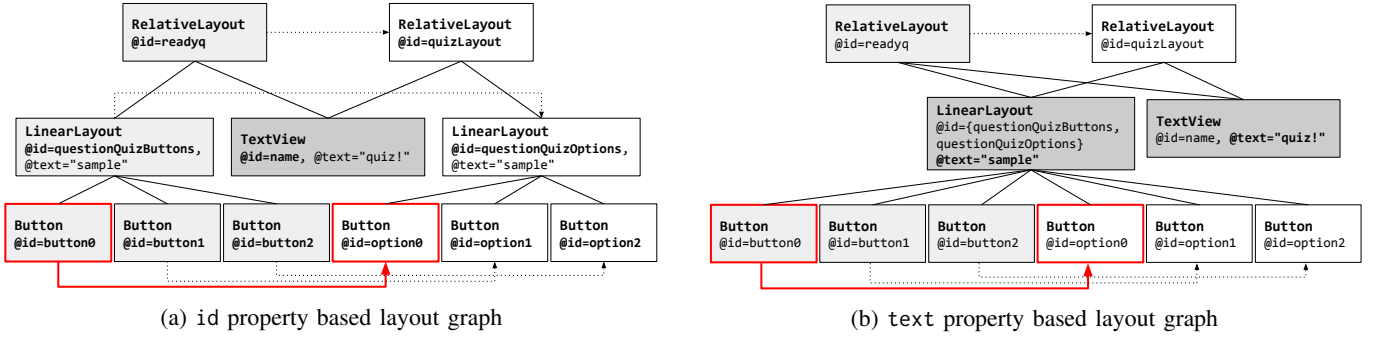 RelativeLayout
@id=readyq
RelativeLayout
@id=quizLayout
LinearLayout
@id=questionQuizButtons,
@text="sample"
TextView
@id=name, @text="quiz!"
LinearLayout
@id=questionQuizOptions,
@text="sample"
Button
@id=button0
Button
@id=button1
Button
@id=button2
Button
@id=option0
Button
@id=option1
Button
@id=option2
(a) id property based layout graph
RelativeLayout
@id=readyq
RelativeLayout
@id=quizLayout
LinearLayout
@id={questionQuizButtons,
questionQuizOptions}
@text="sample"
TextView
@id=name, @text="quiz!"
Button
@id=button0
Button
@id=button1
Button
@id=button2
Button
@id=option0
Button
@id=option1
Button
@id=option2
(b) text property based layout graph